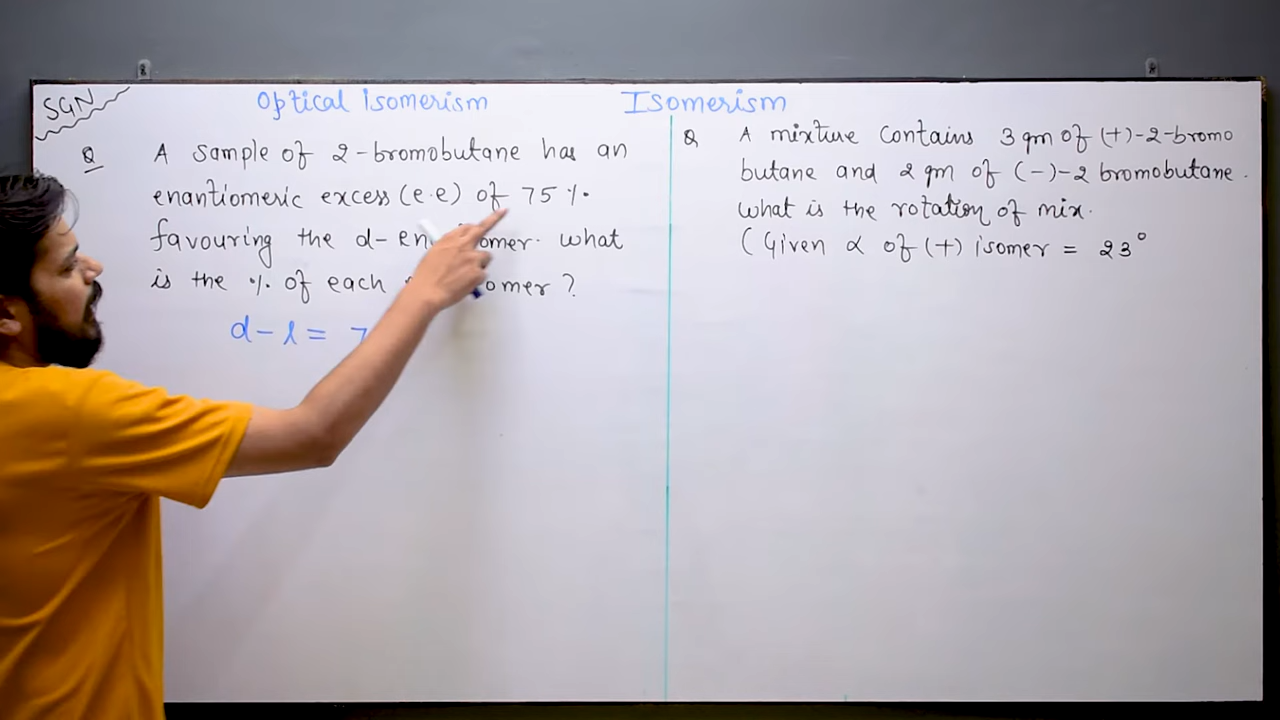 SGN
Optical Isomerism
Isomerism
Q A sample of 2-bromobutane has an
enantiomeric excess (e.e) of 75 %.
favouring the d- omer. What
is the % of each omer ?
d - l = 7
Q A mixture contains 3 gm of (+)-2-bromo
butane and 2 gm of (-)-2 bromobutane.
what is the rotation of mix.
(Given α of (+) isomer = 23°